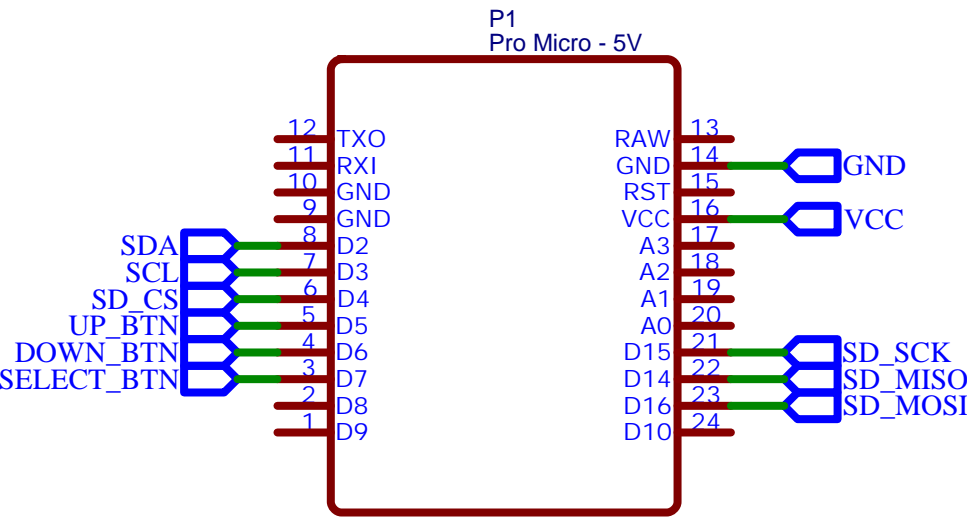 P1
Pro Micro - 5V
12 TXO RAW 13
11 RXI GND 14 GND
10 GND RST 15
9 GND VCC 16 VCC
SDA 8 D2 A3 17
SCL 7 D3 A2 18
SD_CS 6 D4 A1 19
UP_BTN 5 D5 A0 20
DOWN_BTN 4 D6 D15 21 SD_SCK
SELECT_BTN 3 D7 D14 22 SD_MISO
2 D8 D16 23 SD_MOSI
1 D9 D10 24